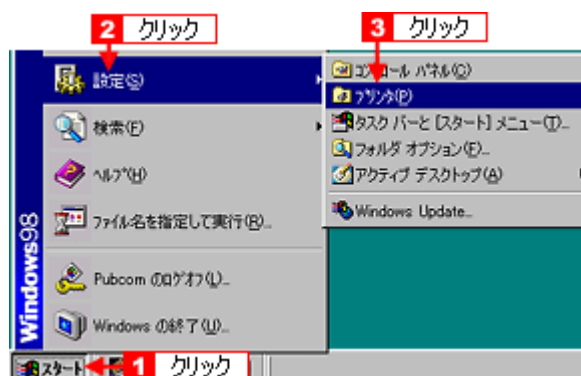 2 クリック
3 クリック
設定(S)
検索(F)
ヘルプ(H)
ファイル名を指定して実行(R)...
Pubcom のログオフ(L)...
Windows の終了(U)...
Windows98
コントロール パネル(C)
プリンタ(P)
タスク バーと [スタート] メニュー(T)...
フォルダ オプション(F)...
アクティブ デスクトップ(A)
Windows Update...
スタート
1 クリック